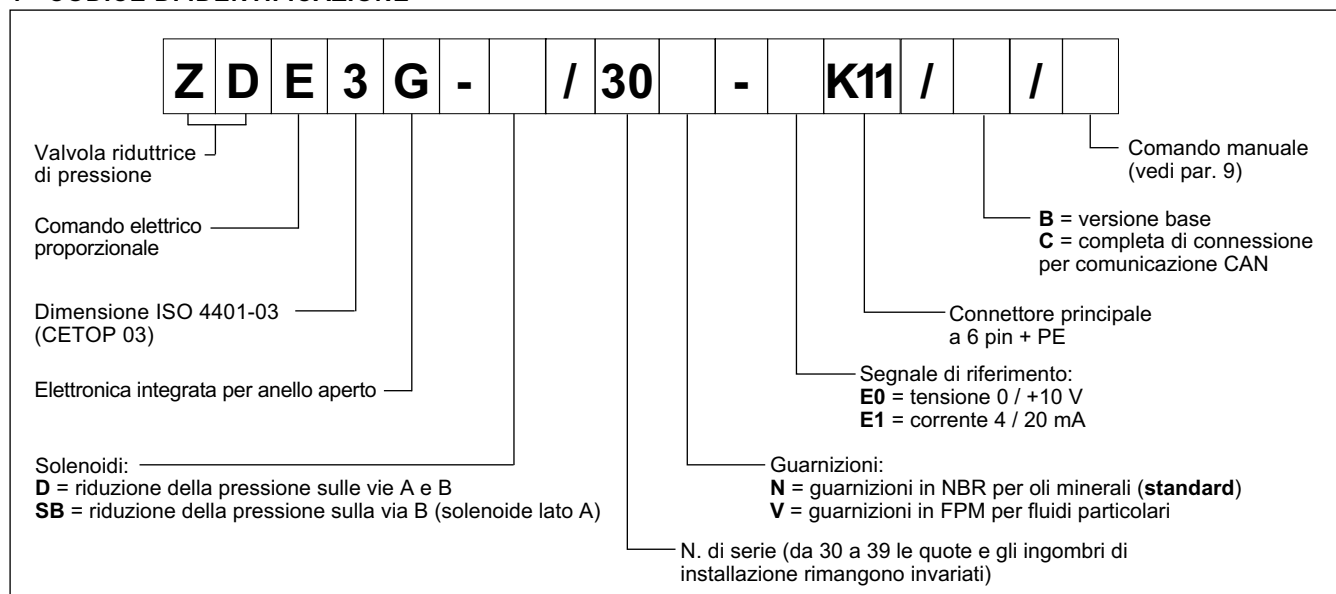 Z D E 3 G - / 30 - K11 / /
Valvola riduttrice
di pressione
Comando elettrico
proporzionale
Dimensione ISO 4401-03
(CETOP 03)
Elettronica integrata per anello aperto
Solenoidi:
D = riduzione della pressione sulle vie A e B
SB = riduzione della pressione sulla via B (solenoide lato A)
Comando manuale
(vedi par. 9)
B = versione base
C = completa di connessione
per comunicazione CAN
Connettore principale
a 6 pin + PE
Segnale di riferimento:
E0 = tensione 0 / +10 V
E1 = corrente 4 / 20 mA
Guarnizioni:
N = guarnizioni in NBR per oli minerali (standard)
V = guarnizioni in FPM per fluidi particolari
N. di serie (da 30 a 39 le quote e gli ingombri di
installazione rimangono invariati)